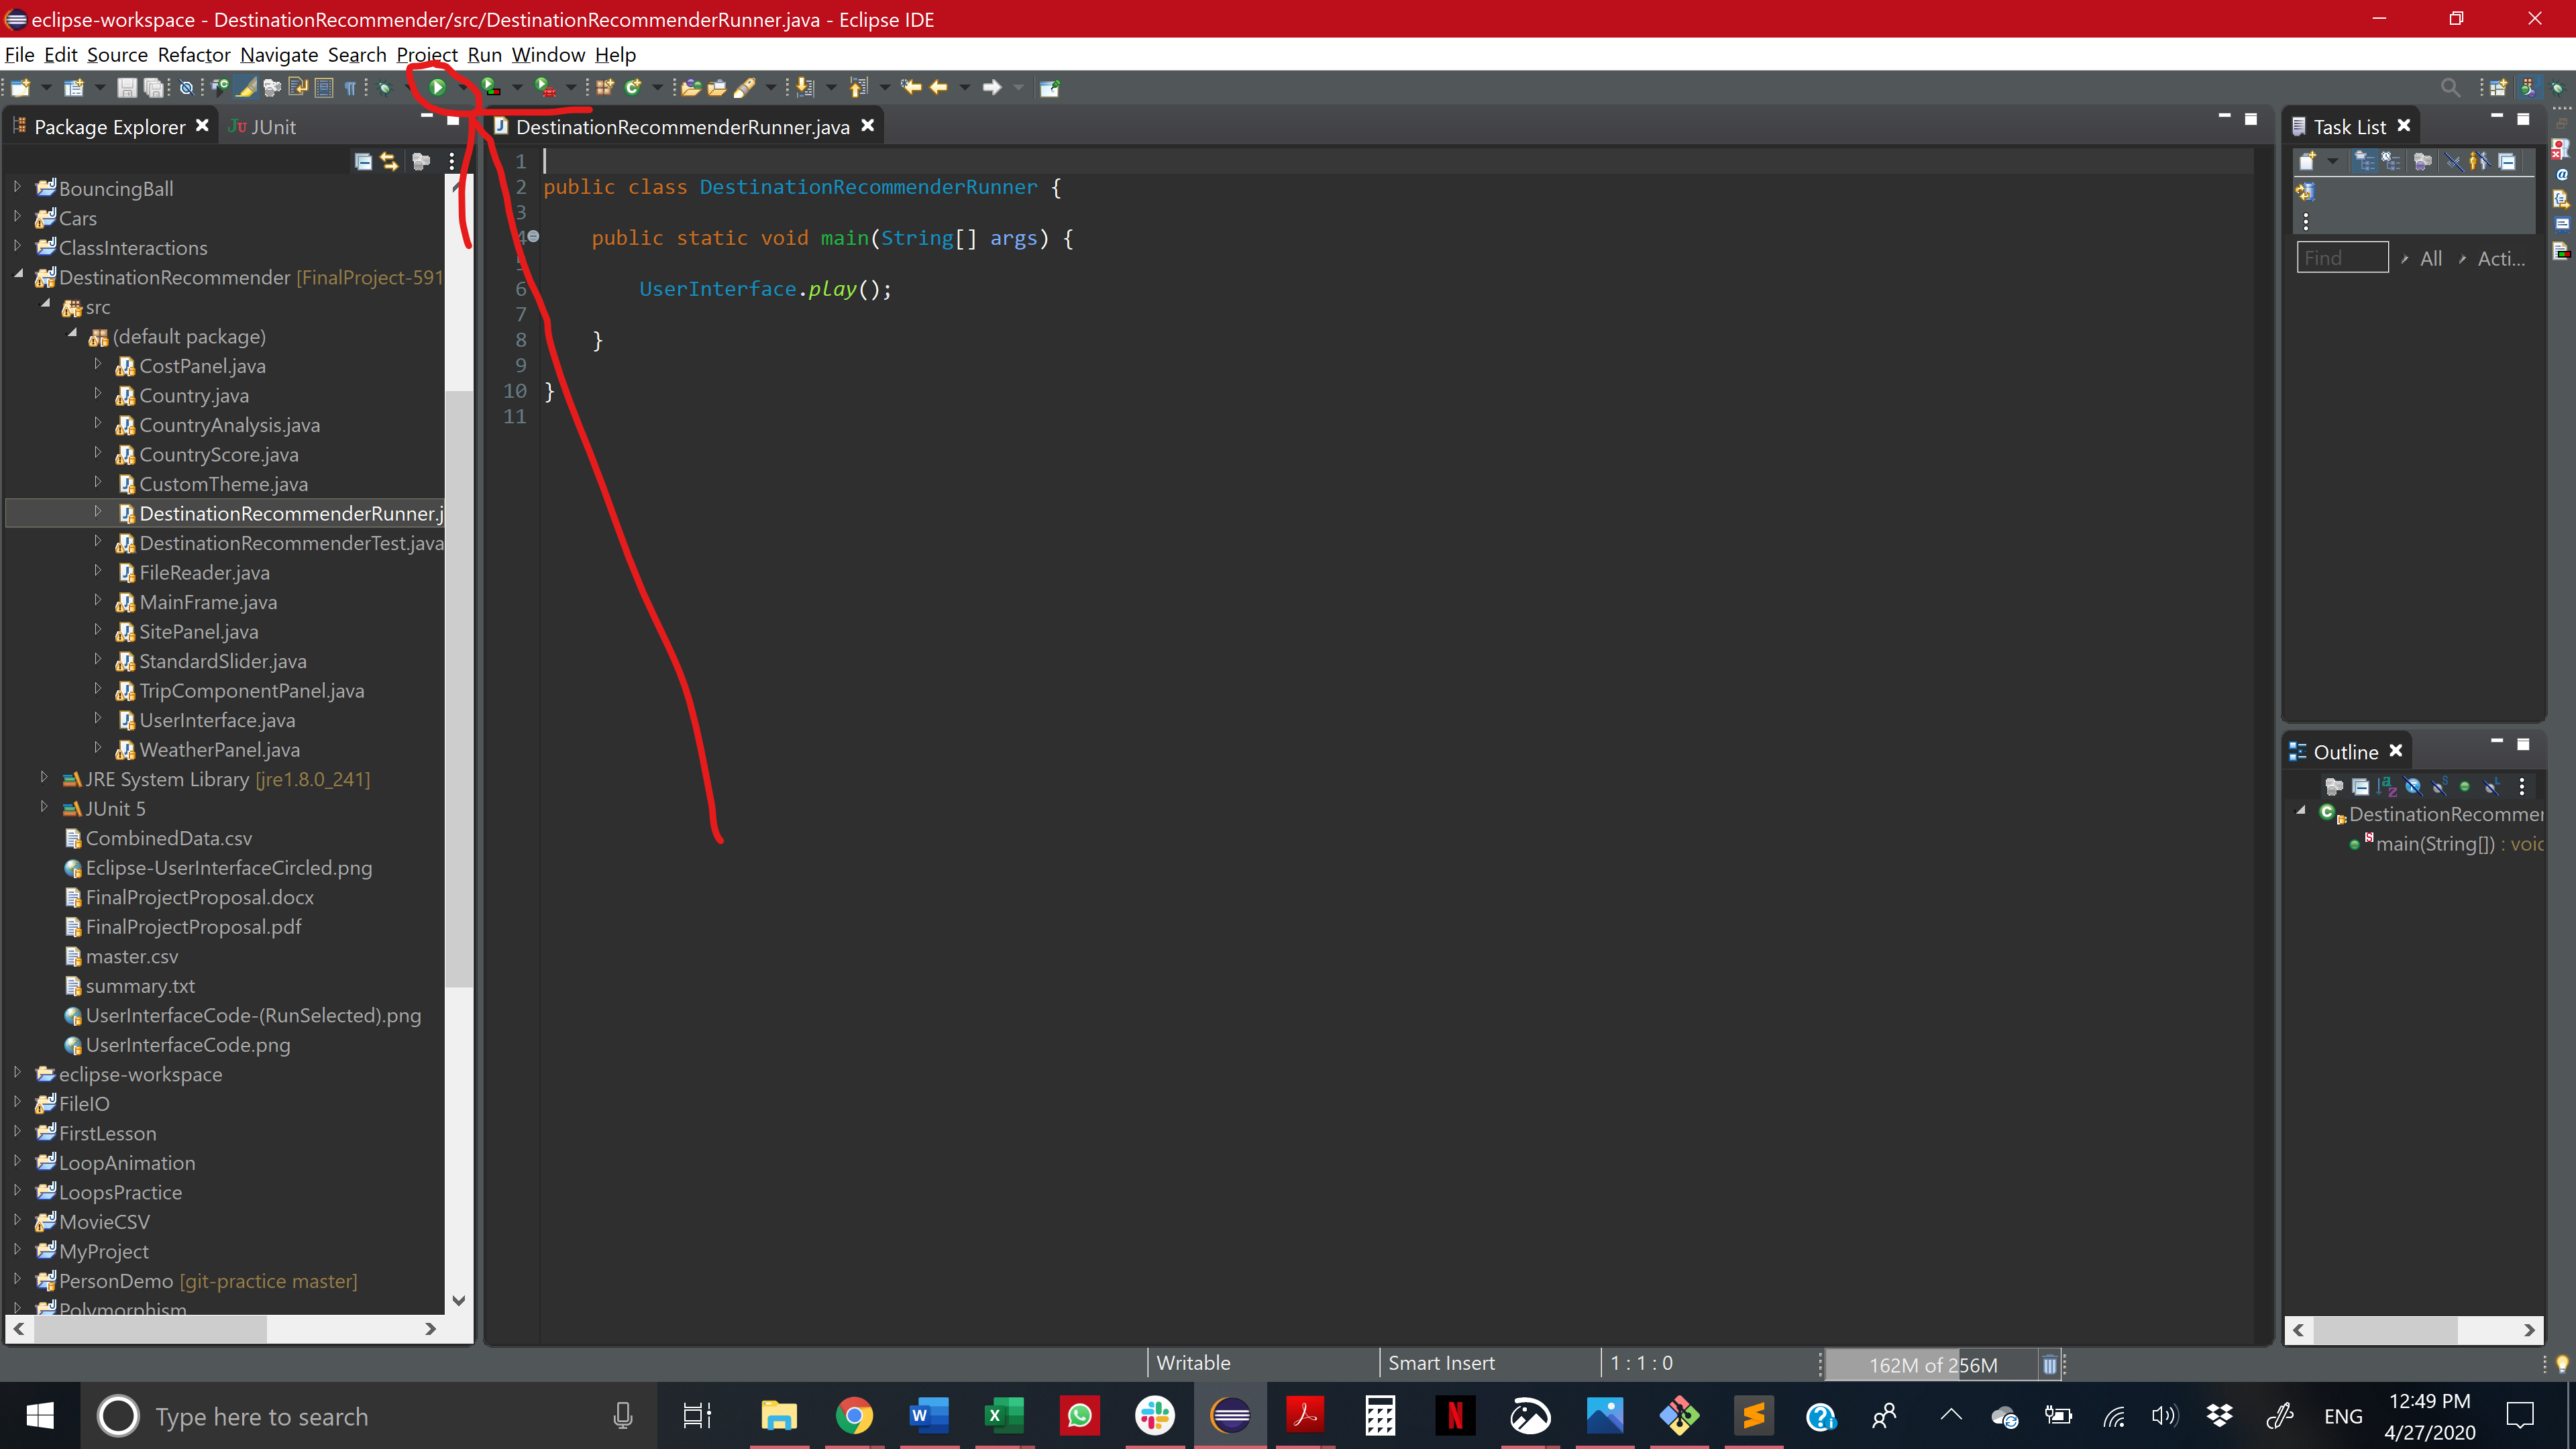 eclipse-workspace - DestinationRecommender/src/DestinationRecommenderRunner.java - Eclipse IDE
File Edit Source Refactor Navigate Search Project Run Window Help
Package Explorer
JUnit
BouncingBall
Cars
ClassInteractions
DestinationRecommender [FinalProject-591
src
(default package)
CostPanel.java
Country.java
CountryAnalysis.java
CountryScore.java
CustomTheme.java
DestinationRecommenderRunner.j
DestinationRecommenderTest.java
FileReader.java
MainFrame.java
SitePanel.java
StandardSlider.java
TripComponentPanel.java
UserInterface.java
WeatherPanel.java
JRE System Library [jre1.8.0_241]
JUnit 5
CombinedData.csv
Eclipse-UserInterfaceCircled.png
FinalProjectProposal.docx
FinalProjectProposal.pdf
master.csv
summary.txt
UserInterfaceCode-(RunSelected).png
UserInterfaceCode.png
eclipse-workspace
FileIO
FirstLesson
LoopAnimation
LoopsPractice
MovieCSV
MyProject
PersonDemo [git-practice master]
Polymorphism
DestinationRecommenderRunner.java
1
2 public class DestinationRecommenderRunner {
3
4 public static void main(String[] args) {
5
6 UserInterface.play();
7
8 }
9
10 }
11
Task List
Find All Acti...
Outline
DestinationRecommer
main(String[]) : void
Writable Smart Insert 1 : 1 : 0 162M of 256M
Type here to search
ENG
12:49 PM
4/27/2020